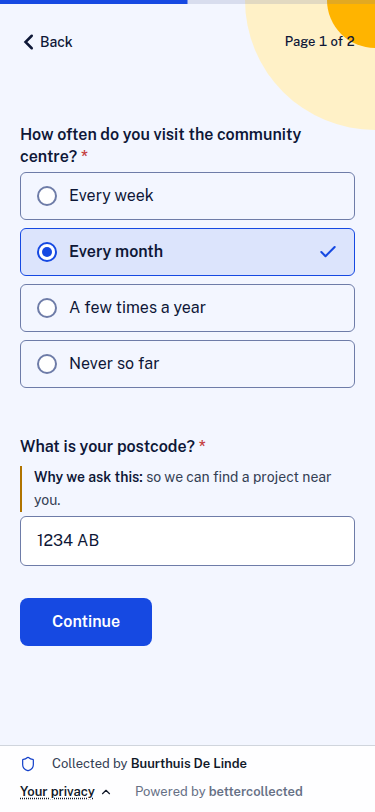 Back
Page 1 of 2
How often do you visit the community
centre? *
Every week
Every month
A few times a year
Never so far
What is your postcode? *
Why we ask this: so we can find a project near
you.
1234 AB
Continue
Collected by Buurthuis De Linde
Your privacy
Powered by bettercollected